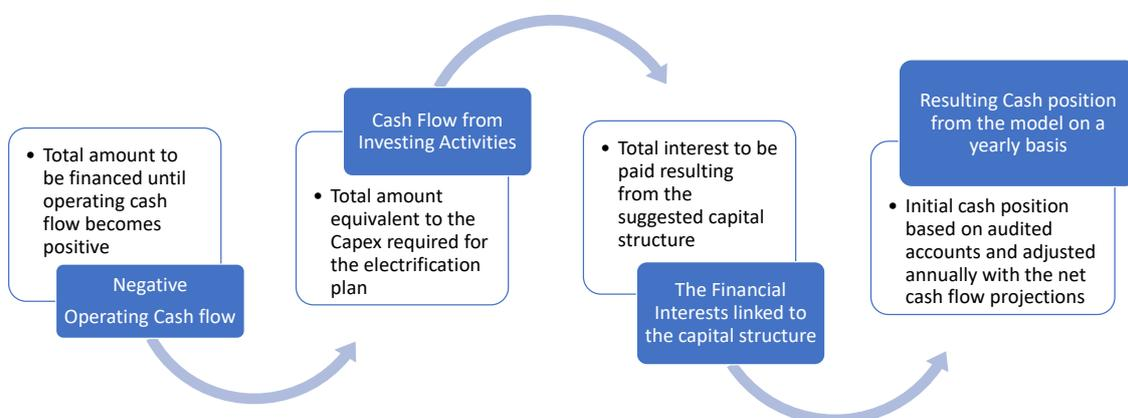 • Total amount to
be financed until
operating cash
flow becomes
positive
Negative
Operating Cash flow
Cash Flow from
Investing Activities
• Total amount
equivalent to the
Capex required for
the electrification
plan
• Total interest to be
paid resulting
from the
suggested capital
structure
The Financial
Interests linked to
the capital structure
Resulting Cash position
from the model on a
yearly basis
• Initial cash position
based on audited
accounts and adjusted
annually with the net
cash flow projections